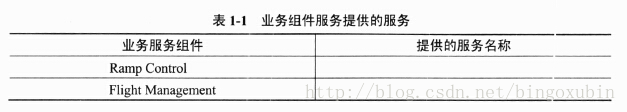 表 1-1 业务组件服务提供的服务
业务服务组件 提供的服务名称
Ramp Control
Flight Management
http://blog.csdn.net/bingoxubin